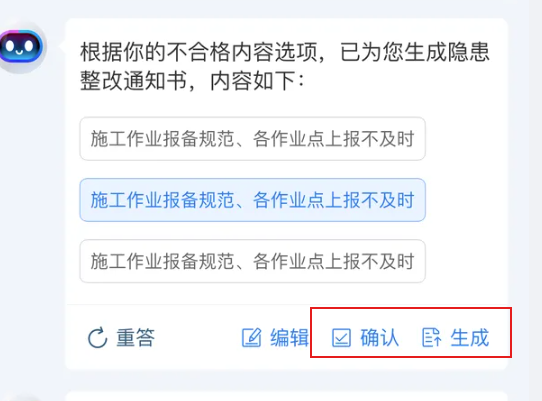 根据你的不合格内容选项，已为您生成隐患
整改通知书，内容如下：
施工作业报备规范、各作业点上报不及时
施工作业报备规范、各作业点上报不及时
施工作业报备规范、各作业点上报不及时
重答 编辑 确认 生成